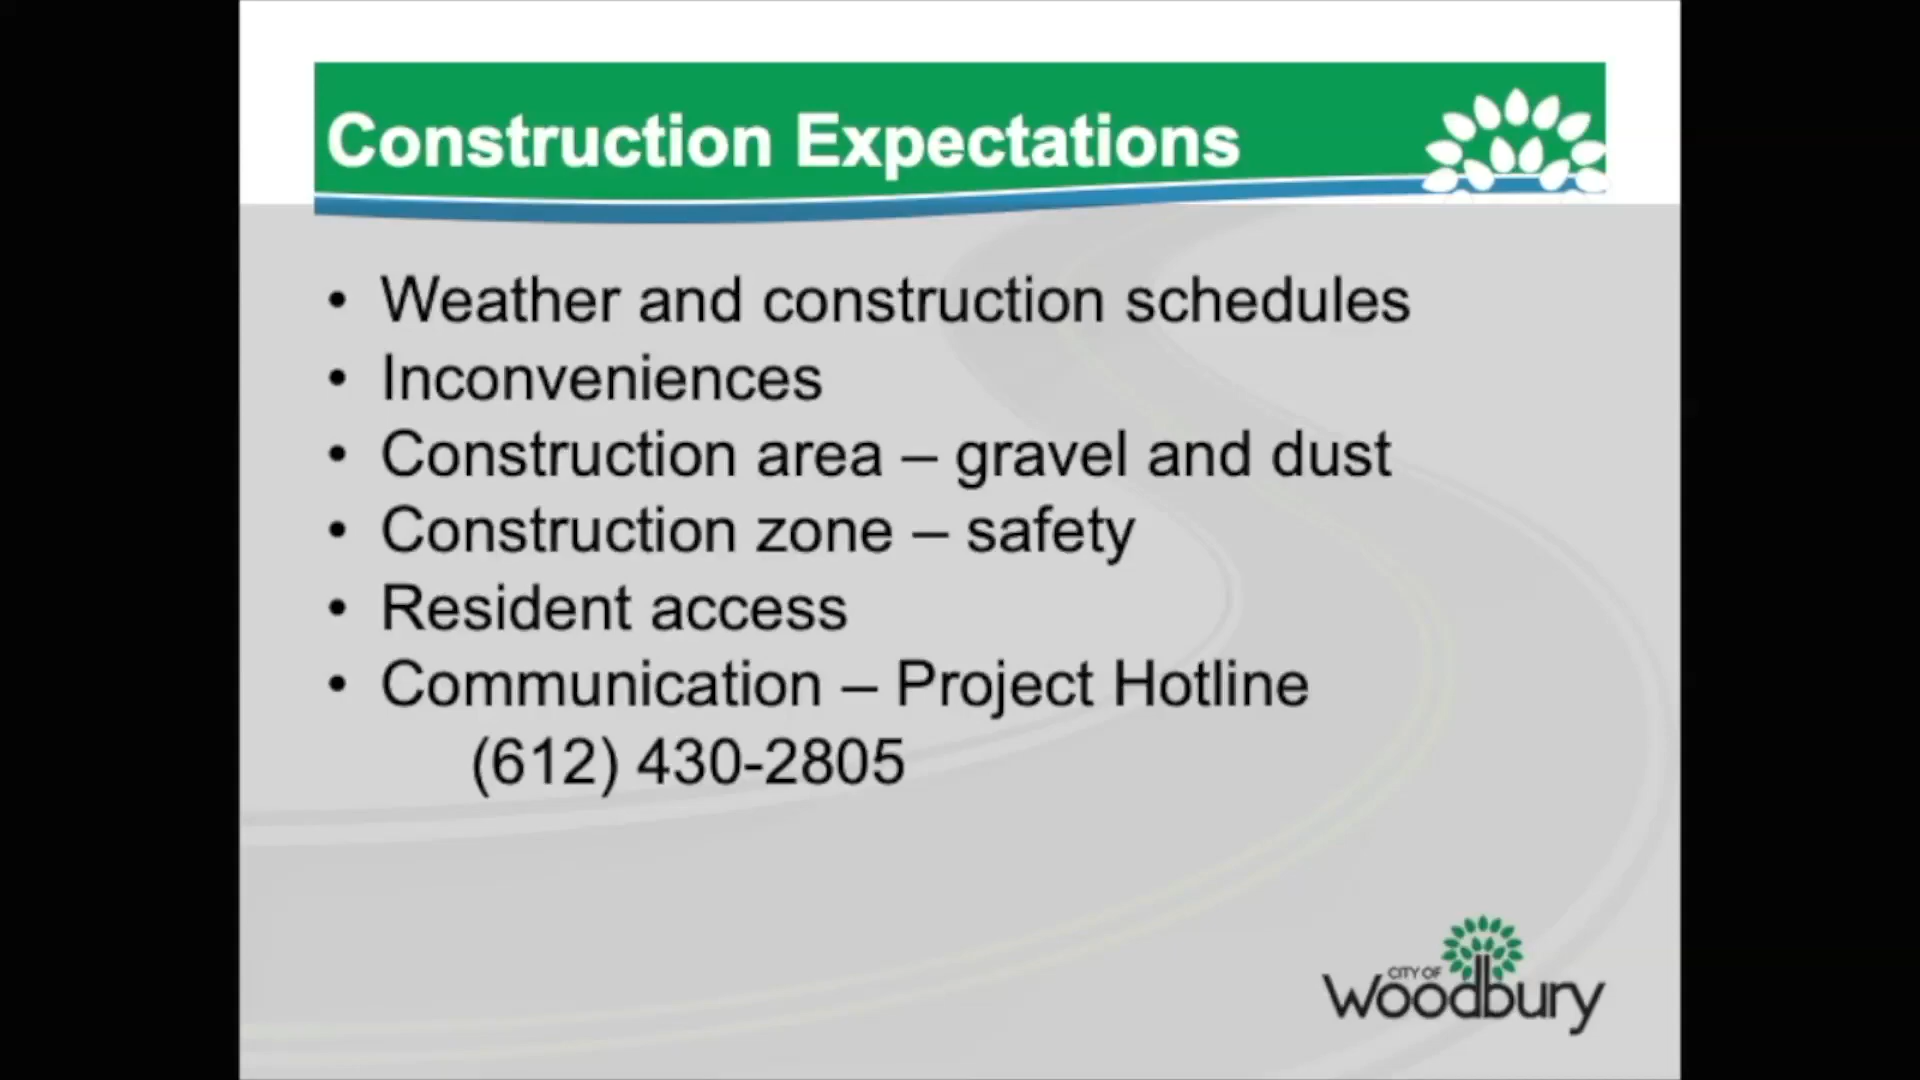 Construction Expectations
• Weather and construction schedules
• Inconveniences
• Construction area – gravel and dust
• Construction zone – safety
• Resident access
• Communication – Project Hotline
(612) 430-2805
CITY OF
Woodbury